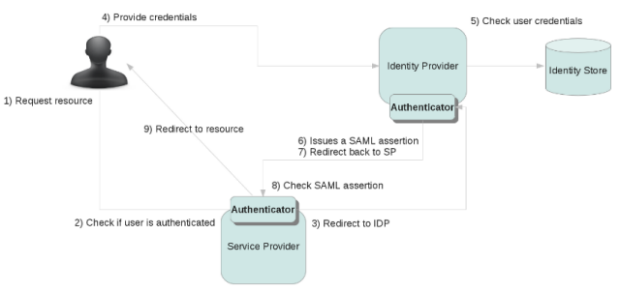 4) Provide credentials
5) Check user credentials
Identity Provider
Identity Store
1) Request resource
Authenticator
9) Redirect to resource
6) Issues a SAML assertion
7) Redirect back to SP
8) Check SAML assertion
Authenticator
2) Check if user is authenticated
3) Redirect to IDP
Service Provider